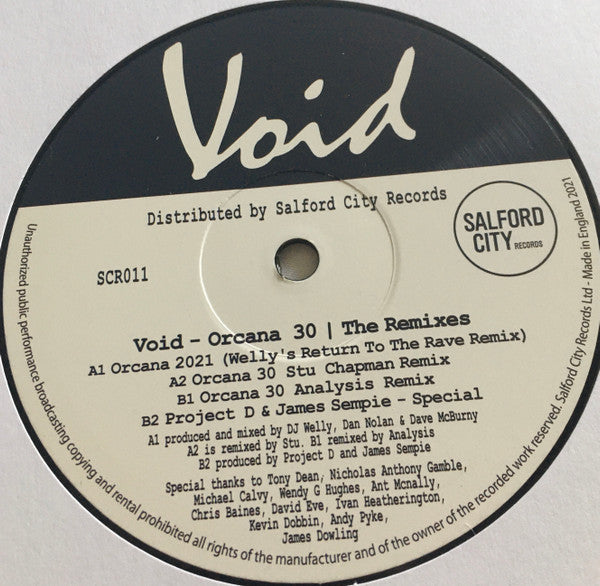 Void
Distributed by Salford City Records
SALFORD
CITY RECORDS
SCR011
Void - Orcana 30 | The Remixes
A1 Orcana 2021 (Welly's Return To The Rave Remix)
A2 Orcana 30 Stu Chapman Remix
B1 Orcana 30 Analysis Remix
B2 Project D & James Sempie - Special
A1 produced and mixed by DJ Welly, Dan Nolan & Dave McBurny
A2 is remixed by Stu. B1 remixed by Analysis
B2 produced by Project D and James Sempie
Special thanks to Tony Dean, Nicholas Anthony Gamble,
Michael Calvy, Wendy G Hughes, Ant Mcnally,
Chris Baines, David Eve, Ivan Heatherington,
Kevin Dobbin, Andy Pyke,
James Dowling
Unauthorized public performance broadcasting copying and rental prohibited all rights of the manufacturer and of the owner of the recorded work reserved. Salford City Records Ltd - Made in England 2021